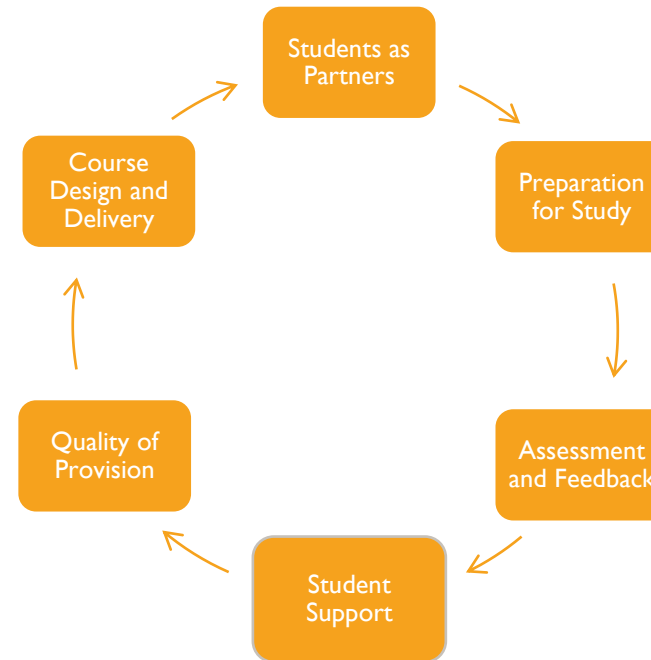 Students as
Partners
Preparation
for Study
Assessment
and Feedback
Student
Support
Quality of
Provision
Course
Design and
Delivery